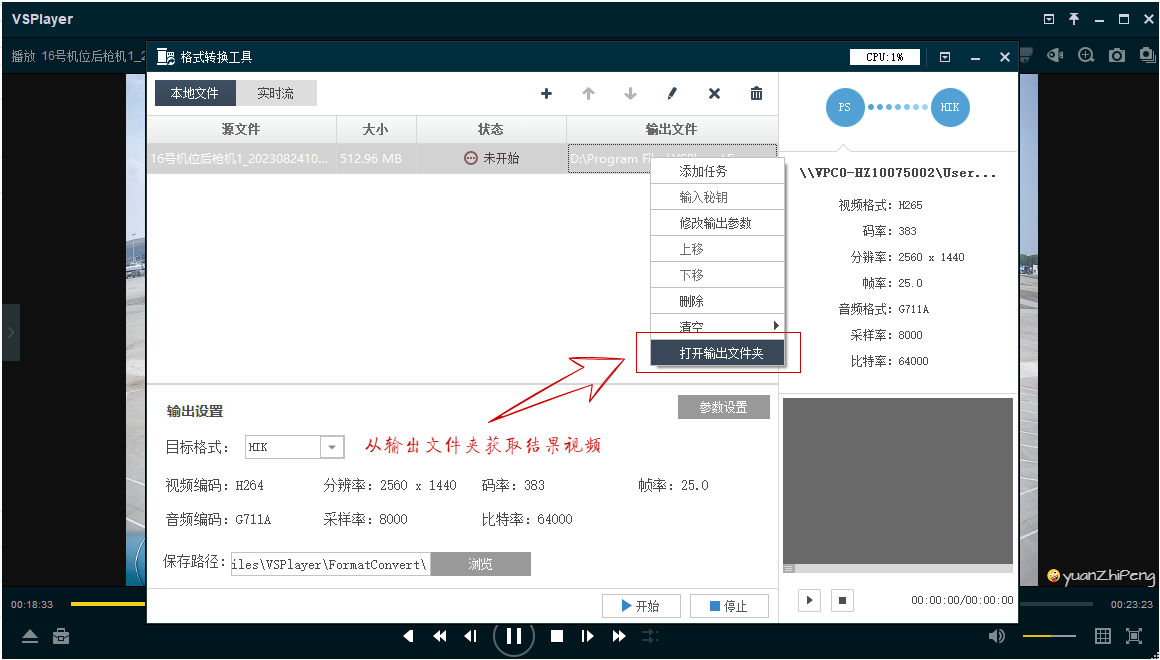 VSPlayer
播放 16号机位后枪机1_2
格式转换工具
CPU:1%
本地文件 实时流
源文件 大小 状态 输出文件
16号机位后枪机1_2023082410... 512.96 MB 未开始 D:\Program Fil
添加任务
输入秘钥
修改输出参数
上移
下移
删除
清空
打开输出文件夹
PS HIK
\\VPC0-HZ10075002\User...
视频格式: H265
码率: 383
分辨率: 2560 x 1440
帧率: 25.0
音频格式: G711A
采样率: 8000
比特率: 64000
输出设置 参数设置
目标格式: HIK
从输出文件夹获取结果视频
视频编码: H264 分辨率: 2560 x 1440 码率: 383 帧率: 25.0
音频编码: G711A 采样率: 8000 比特率: 64000
保存路径: iles\VSPlayer\FormatConvert\ 浏览
开始 停止
00:00:00/00:00:00
yuanZhiPeng
00:18:33 00:23:23